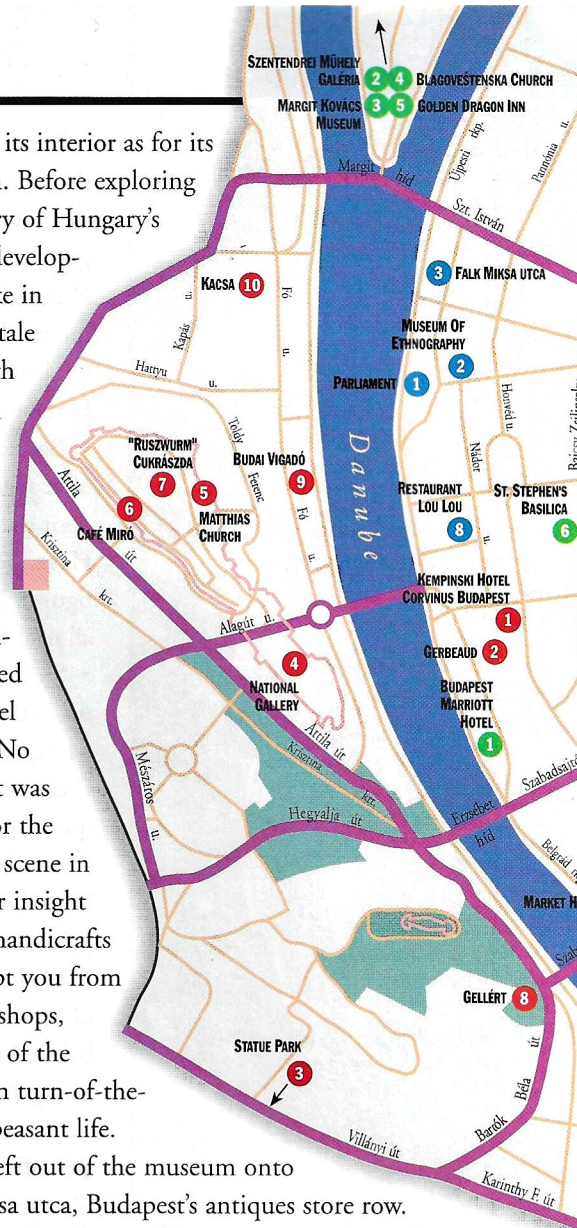 its interior as for its
. Before exploring
ry of Hungary's
develop-
ke in
tale
th
ed
el
No
t was
or the
scene in
r insight
handicrafts
pt you from
shops,
of the
n turn-of-the-
peasant life.
eft out of the museum onto
sa utca, Budapest's antiques store row.
SZENTENDREI MŰHELY
GALÉRIA 2
4 BLAGOVEŠTENSKA CHURCH
MARGIT KOVÁCS
MUSEUM 3
5 GOLDEN DRAGON INN
Margit híd
Újpesti rkp.
Pannónia u.
Szt. István
3 FALK MIKSA UTCA
KACSA 10
Kapás u.
Fő u.
MUSEUM OF
ETHNOGRAPHY
2
PARLIAMENT 1
Hattyu u.
Honvéd u.
Nádor u.
Toldy Ferenc
Danube
"RUSZWURM"
CUKRÁSZDA
7
BUDAI VIGADÓ
9
5
MATTHIAS
CHURCH
6
CAFÉ MIRÓ
Attila út
Krisztina krt.
Fő u.
RESTAURANT
LOU LOU
8
ST. STEPHEN'S
BASILICA
6
KEMPINSKI HOTEL
CORVINUS BUDAPEST
1
GERBEAUD 2
BUDAPEST
MARRIOTT
HOTEL
1
Alagút u.
4
NATIONAL
GALLERY
Attila út
Krisztina krt.
Mészáros u.
Hegyalja út
Erzsébet híd
Szabadsajtó
Belgrád
MARKET H
Szab
GELLÉRT 8
STATUE PARK
3
Villányi út
Bartók Béla út
Karinthy F. út